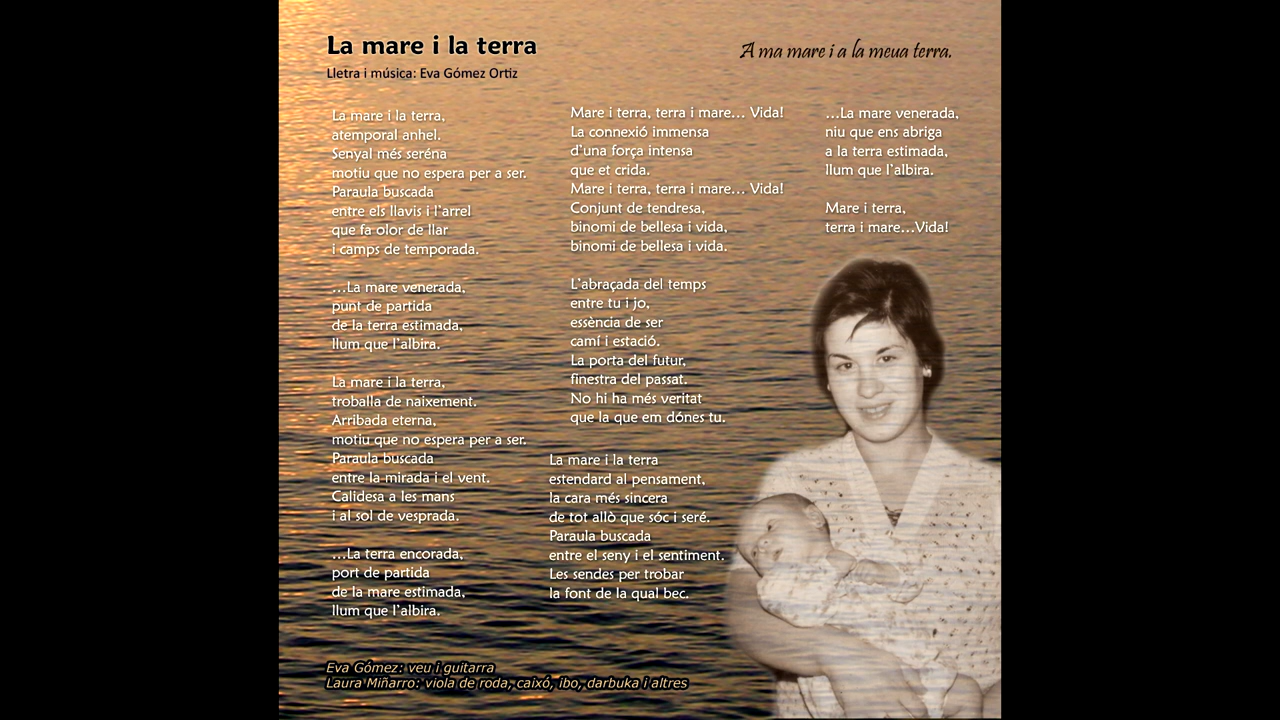 La mare i la terra
Lletra i música: Eva Gómez Ortiz
A ma mare i a la meua terra.
La mare i la terra,
atemporal anhel.
Senyal més seréna
motiu que no espera per a ser.
Paraula buscada
entre els llavis i l'arrel
que fa olor de llar
i camps de temporada.
...La mare venerada,
punt de partida
de la terra estimada,
llum que l'albira.
La mare i la terra,
troballa de naixement.
Arribada eterna,
motiu que no espera per a ser.
Paraula buscada
entre la mirada i el vent.
Calidesa a les mans
i al sol de vesprada.
...La terra encorada,
port de partida
de la mare estimada,
llum que l'albira.
Mare i terra, terra i mare... Vida!
La connexió immensa
d'una força intensa
que et crida.
Mare i terra, terra i mare... Vida!
Conjunt de tendresa,
binomi de bellesa i vida,
binomi de bellesa i vida.
L'abraçada del temps
entre tu i jo,
essència de ser
camí i estació.
La porta del futur,
finestra del passat.
No hi ha més veritat
que la que em dónes tu.
La mare i la terra
estendard al pensament,
la cara més sincera
de tot allò que sóc i seré.
Paraula buscada
entre el seny i el sentiment.
Les sendes per trobar
la font de la qual bec.
...La mare venerada,
niu que ens abriga
a la terra estimada,
llum que l'albira.
Mare i terra,
terra i mare...Vida!
Eva Gómez: veu i guitarra
Laura Miñarro: viola de roda, caixó, ibo, darbuka i altres